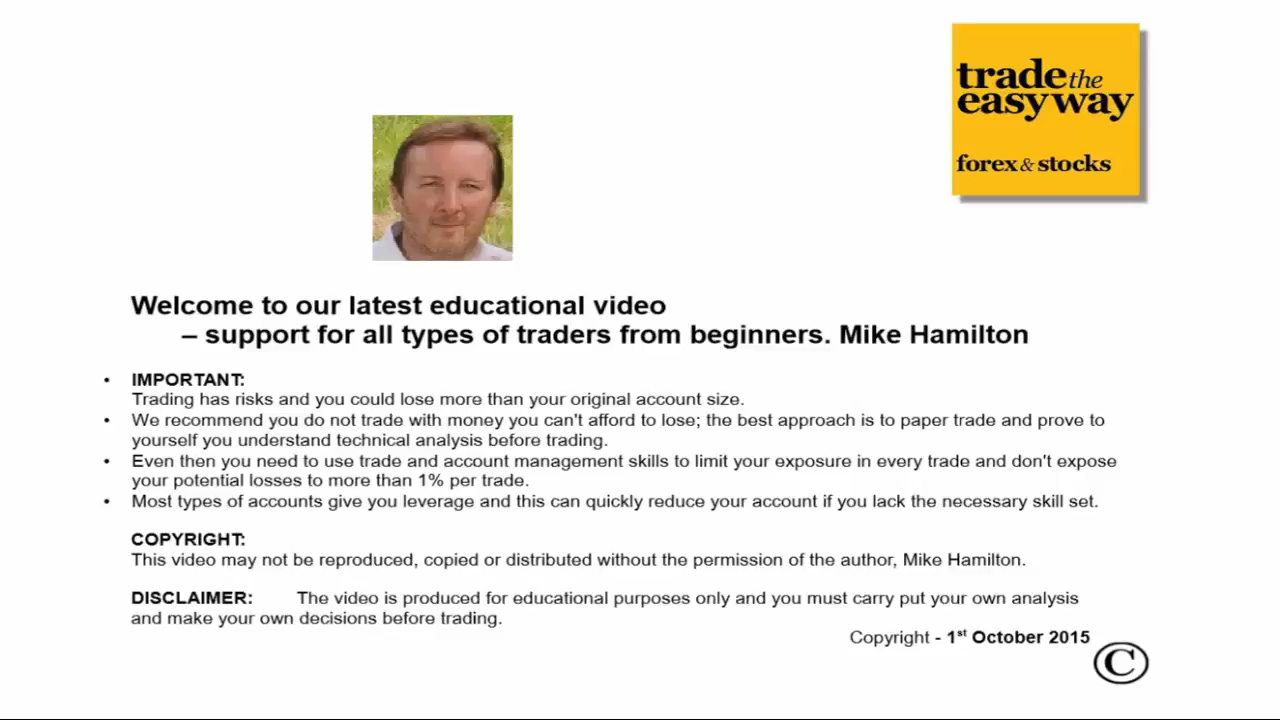 trade the
easyway
forex & stocks
Welcome to our latest educational video
– support for all types of traders from beginners. Mike Hamilton
• IMPORTANT:
Trading has risks and you could lose more than your original account size.
• We recommend you do not trade with money you can't afford to lose; the best approach is to paper trade and prove to
yourself you understand technical analysis before trading.
• Even then you need to use trade and account management skills to limit your exposure in every trade and don't expose
your potential losses to more than 1% per trade.
• Most types of accounts give you leverage and this can quickly reduce your account if you lack the necessary skill set.
COPYRIGHT:
This video may not be reproduced, copied or distributed without the permission of the author, Mike Hamilton.
DISCLAIMER: The video is produced for educational purposes only and you must carry put your own analysis
and make your own decisions before trading.
Copyright - 1st October 2015
©